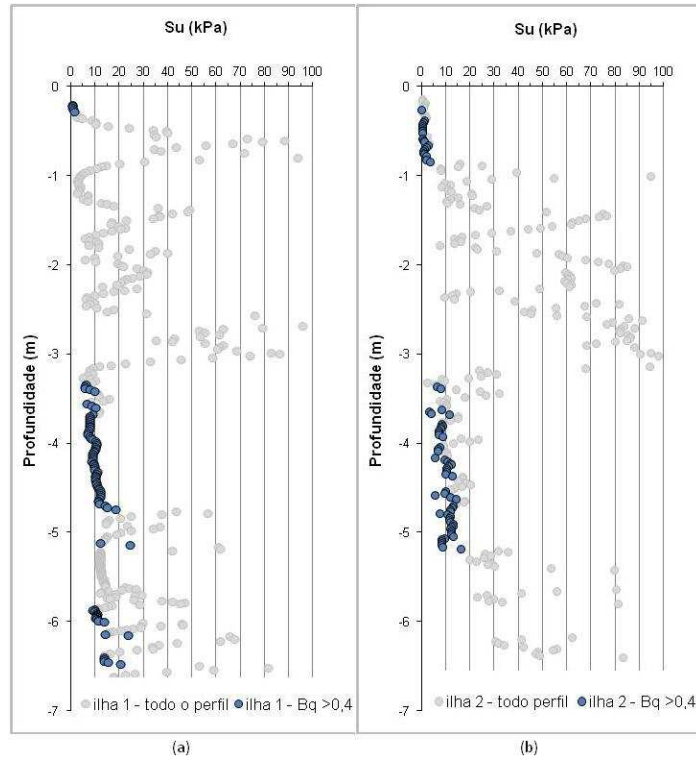 Su (kPa)
0 10 20 30 40 50 60 70 80 90 100
0
-1
-2
-3
-4
-5
-6
-7
Profundidade (m)
ilha 1 - todo o perfil ilha 1 - Bq >0,4
(a)
Su (kPa)
0 10 20 30 40 50 60 70 80 90 100
0
-1
-2
-3
-4
-5
-6
-7
Profundidade (m)
ilha 2 - todo perfil ilha 2 - Bq >0,4
(b)